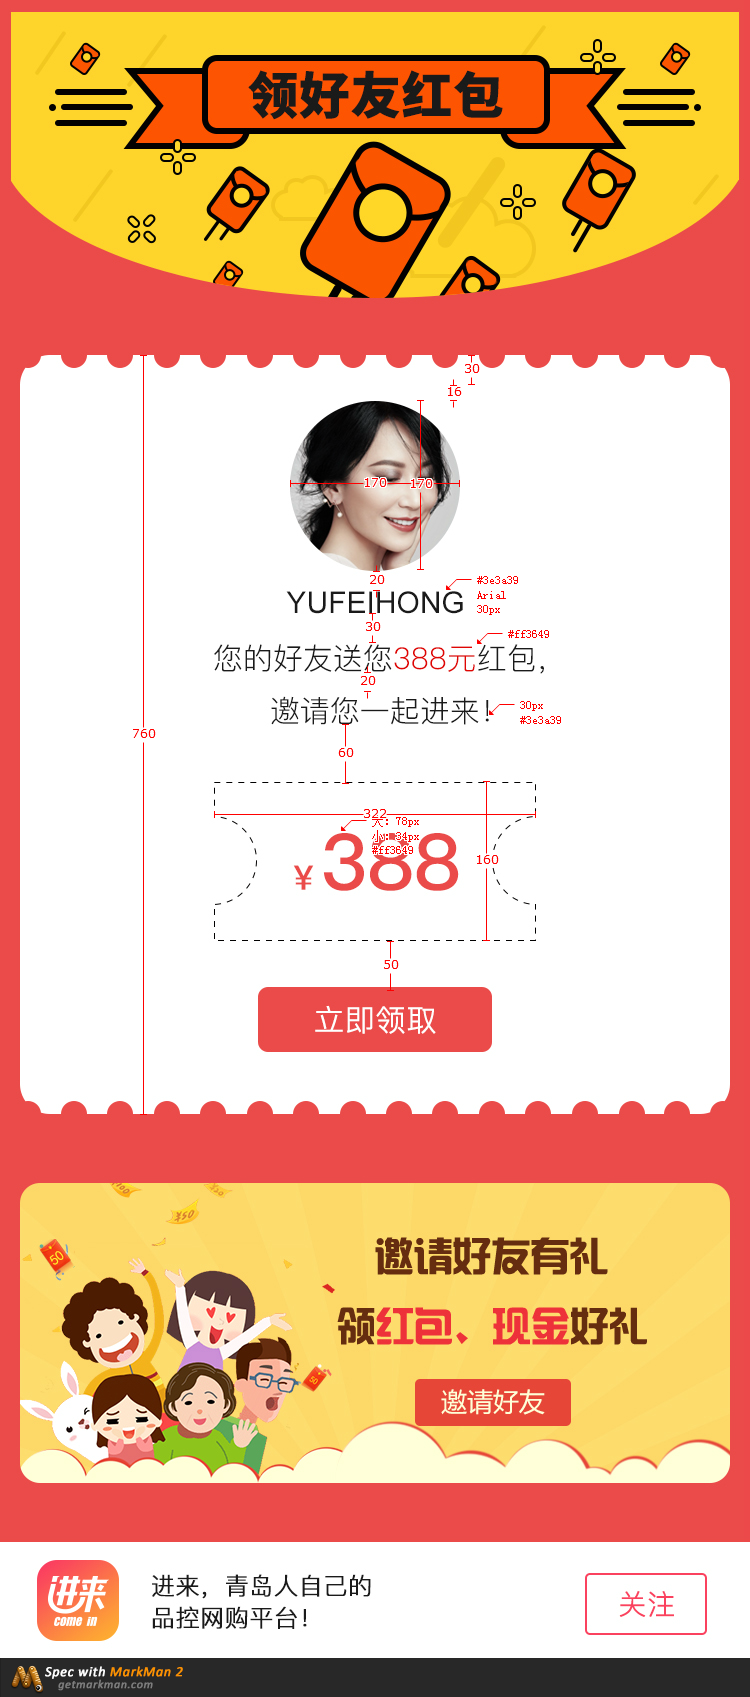 领好友红包
30
16
170
170
20
#3e3a39
Arial
30px
YUFEIHONG
30
#ff3649
您的好友送您388元红包，
20
30px
#3e3a39
邀请您一起进来！
760
60
322
大: 78px
小: 34px
#ff3649
¥388
160
50
立即领取
¥50
50
邀请好友有礼
领红包、现金好礼
50
邀请好友
进来
come in
进来，青岛人自己的
品控网购平台！
关注
Spec with MarkMan 2
getmarkman.com